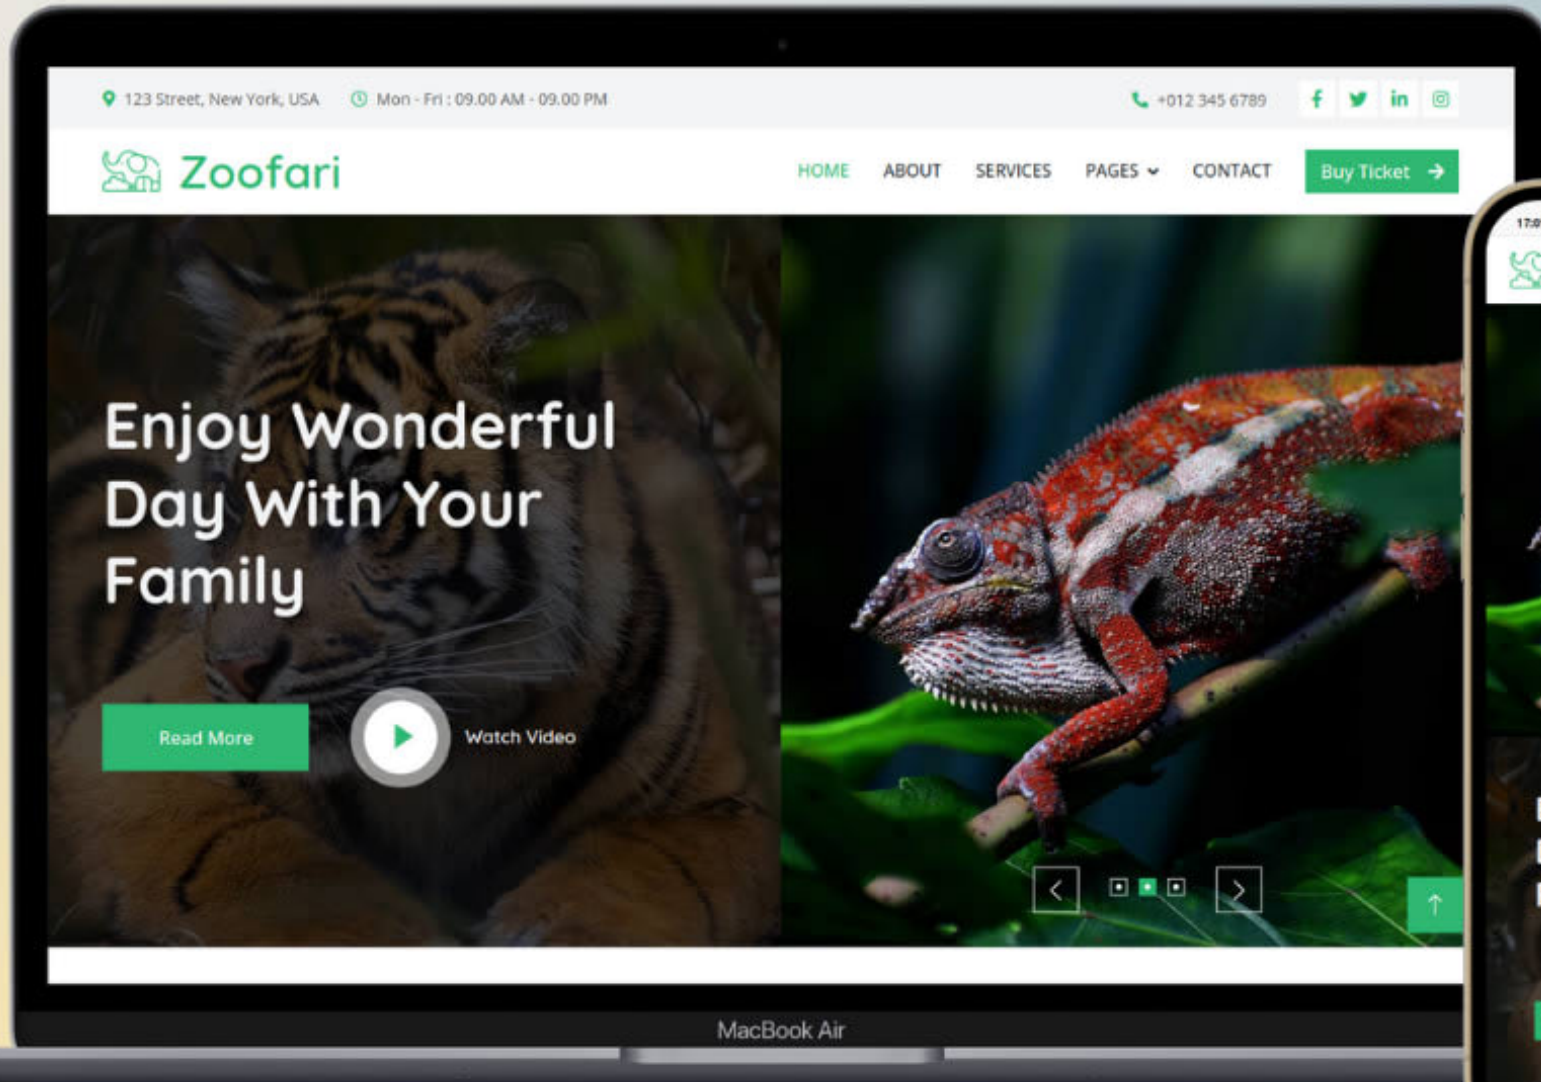 123 Street, New York, USA
Mon - Fri : 09.00 AM - 09.00 PM
+012 345 6789
Zoofari
HOME
ABOUT
SERVICES
PAGES
CONTACT
Buy Ticket
Enjoy Wonderful
Day With Your
Family
Read More
Watch Video
MacBook Air